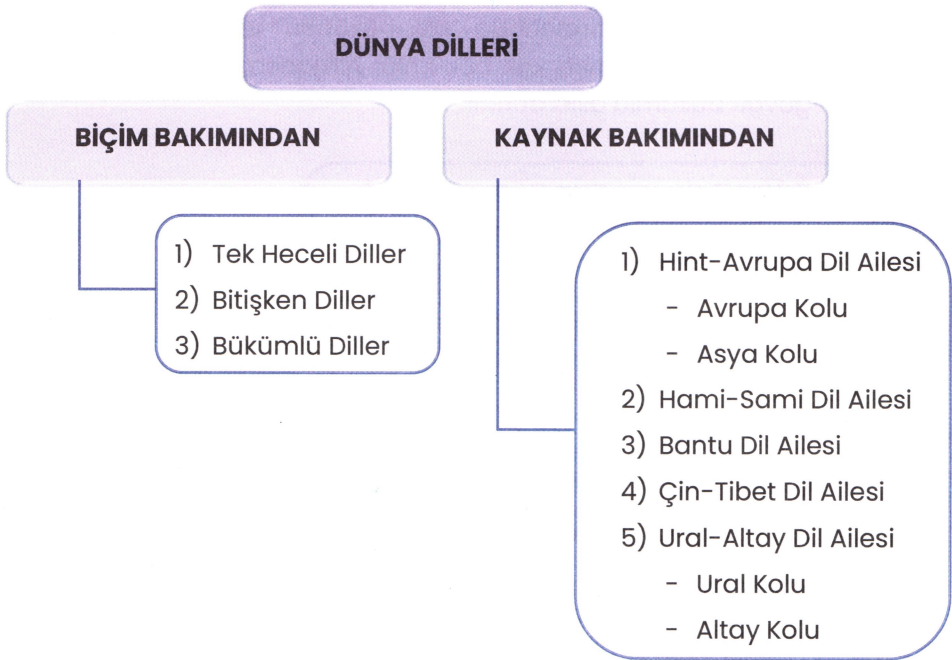 DÜNYA DİLLERİ
BİÇİM BAKIMINDAN
1) Tek Heceli Diller
2) Bitişken Diller
3) Bükümlü Diller
KAYNAK BAKIMINDAN
1) Hint-Avrupa Dil Ailesi
- Avrupa Kolu
- Asya Kolu
2) Hami-Sami Dil Ailesi
3) Bantu Dil Ailesi
4) Çin-Tibet Dil Ailesi
5) Ural-Altay Dil Ailesi
- Ural Kolu
- Altay Kolu